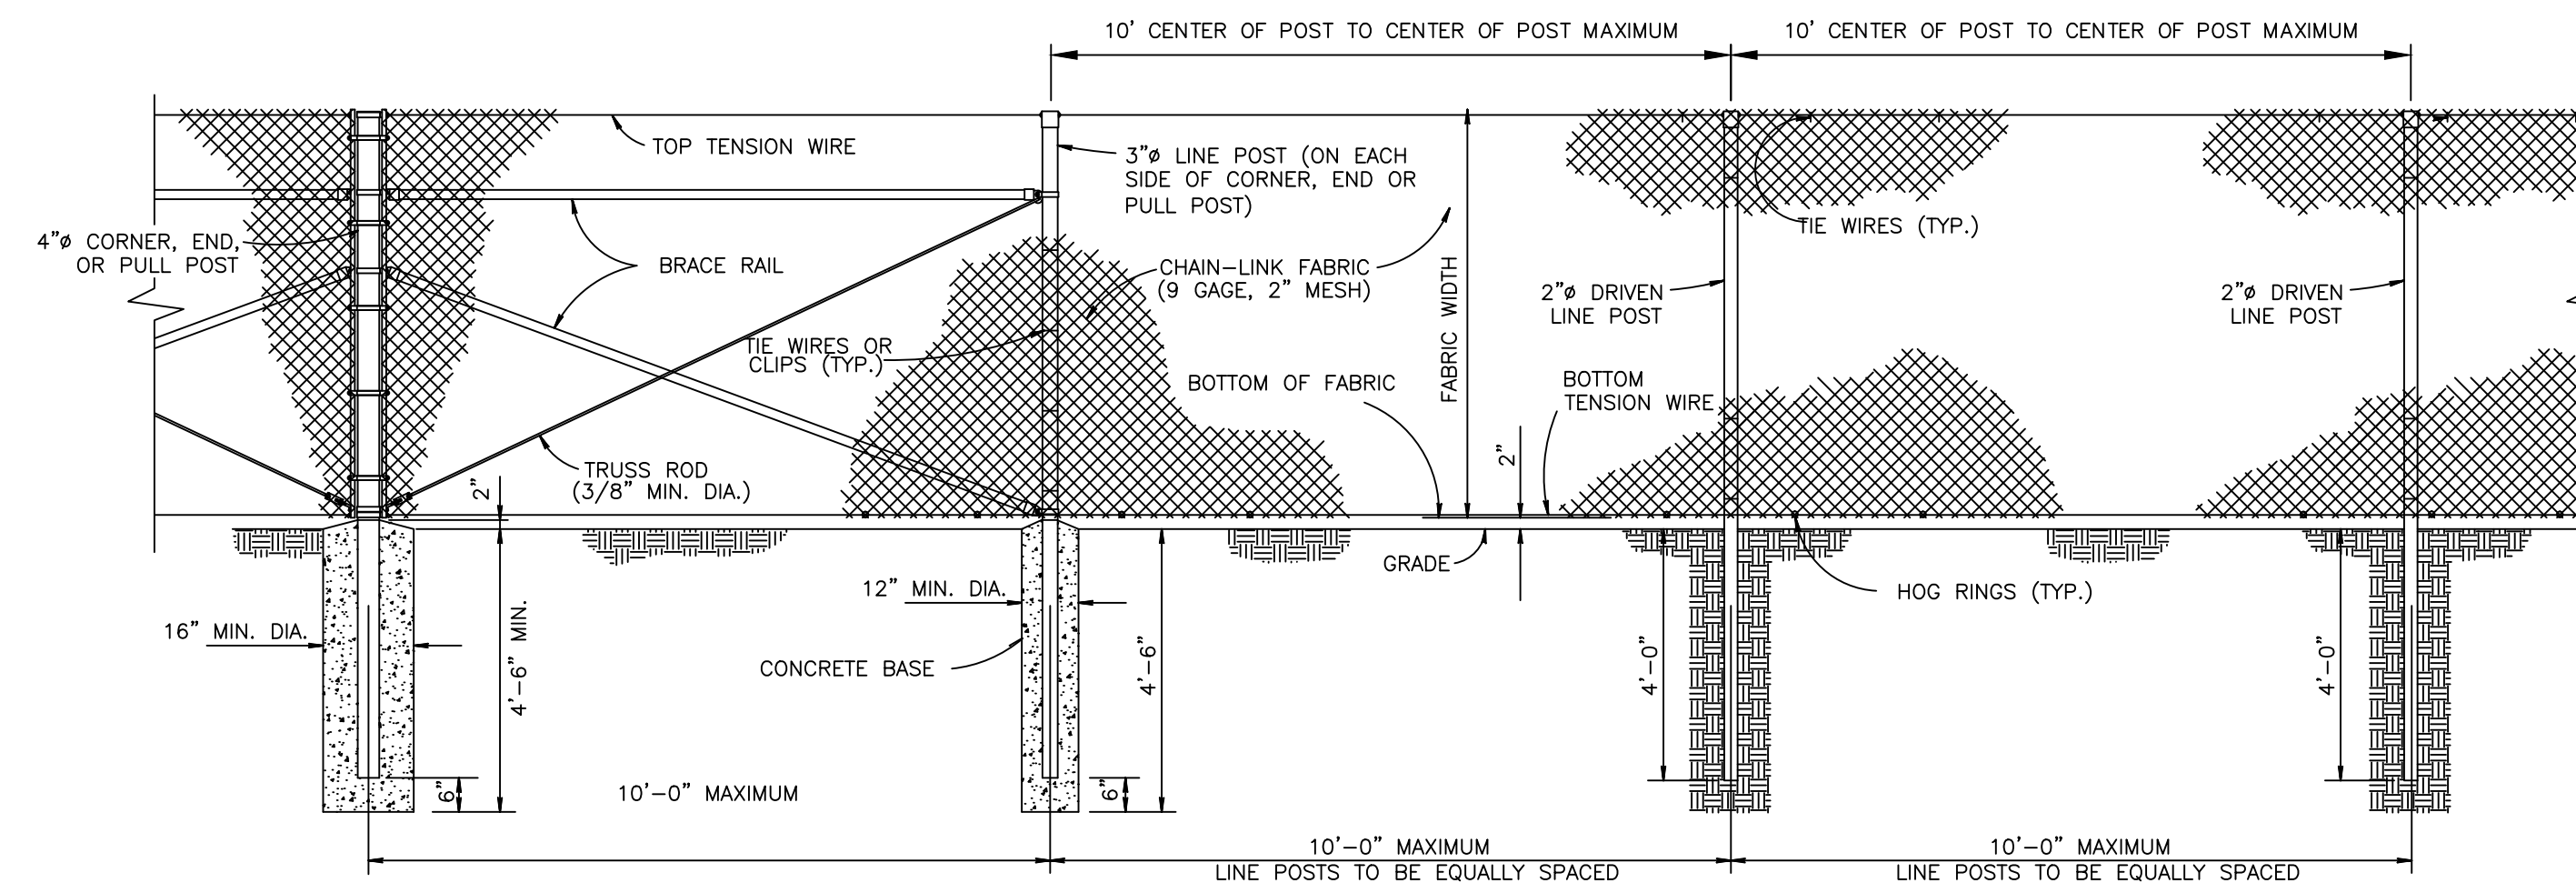 10' CENTER OF POST TO CENTER OF POST MAXIMUM
10' CENTER OF POST TO CENTER OF POST MAXIMUM
TOP TENSION WIRE
3"ø LINE POST (ON EACH
SIDE OF CORNER, END OR
PULL POST)
TIE WIRES (TYP.)
4"ø CORNER, END,
OR PULL POST
BRACE RAIL
CHAIN-LINK FABRIC
(9 GAGE, 2" MESH)
FABRIC WIDTH
2"ø DRIVEN
LINE POST
2"ø DRIVEN
LINE POST
TIE WIRES OR
CLIPS (TYP.)
BOTTOM OF FABRIC
BOTTOM
TENSION WIRE
TRUSS ROD
(3/8" MIN. DIA.)
2"
2"
GRADE
12" MIN. DIA.
HOG RINGS (TYP.)
16" MIN. DIA.
4'-6" MIN.
CONCRETE BASE
4'-6"
4'-0"
4'-0"
6"
10'-0" MAXIMUM
6"
10'-0" MAXIMUM
LINE POSTS TO BE EQUALLY SPACED
10'-0" MAXIMUM
LINE POSTS TO BE EQUALLY SPACED